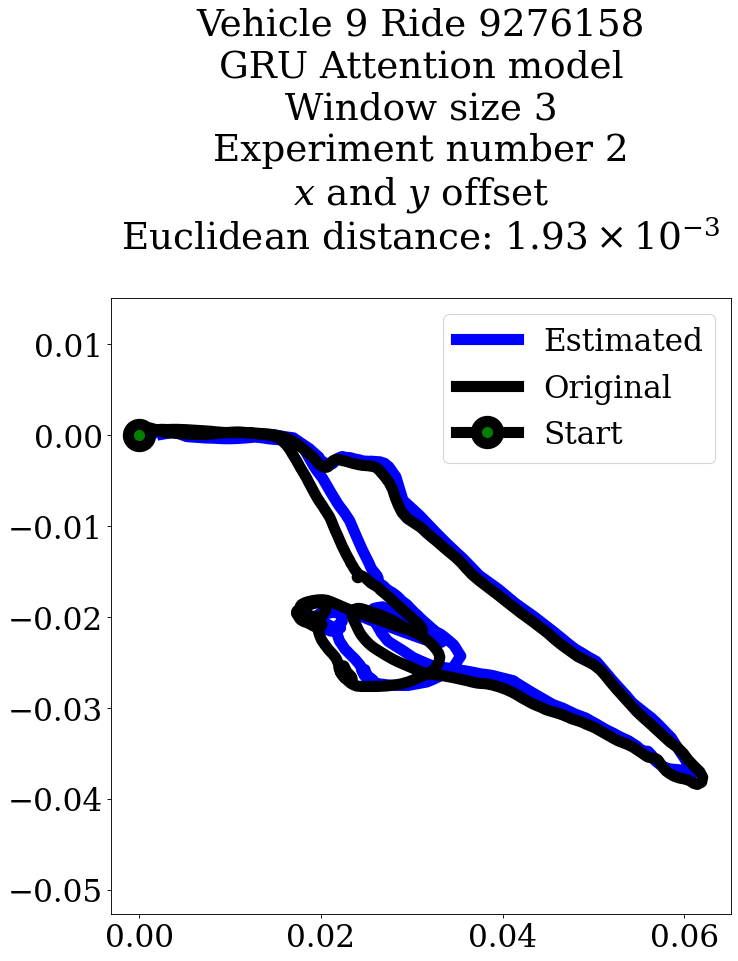 Vehicle 9 Ride 9276158
GRU Attention model
Window size 3
Experiment number 2
x and y offset
Euclidean distance: 1.93 × 10⁻³
Estimated
Original
Start
0.01
0.00
−0.01
−0.02
−0.03
−0.04
−0.05
0.00 0.02 0.04 0.06